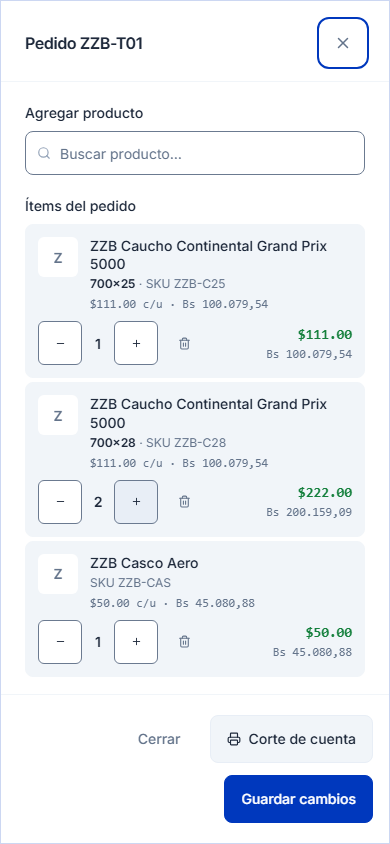 Pedido ZZB-T01
Agregar producto
Buscar producto...
Ítems del pedido
Z
ZZB Caucho Continental Grand Prix
5000
700×25 · SKU ZZB-C25
$111.00 c/u · Bs 100.079,54
− 1 +
$111.00
Bs 100.079,54
Z
ZZB Caucho Continental Grand Prix
5000
700×28 · SKU ZZB-C28
$111.00 c/u · Bs 100.079,54
− 2 +
$222.00
Bs 200.159,09
Z
ZZB Casco Aero
SKU ZZB-CAS
$50.00 c/u · Bs 45.080,88
− 1 +
$50.00
Bs 45.080,88
Cerrar
Corte de cuenta
Guardar cambios